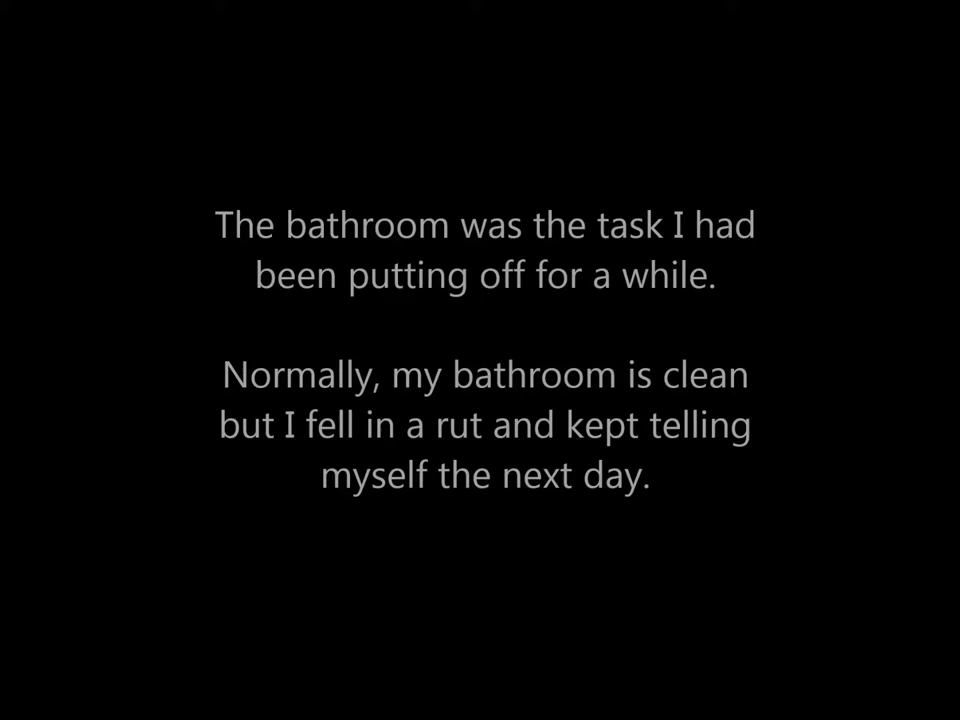 The bathroom was the task I had
been putting off for a while.
Normally, my bathroom is clean
but I fell in a rut and kept telling
myself the next day.